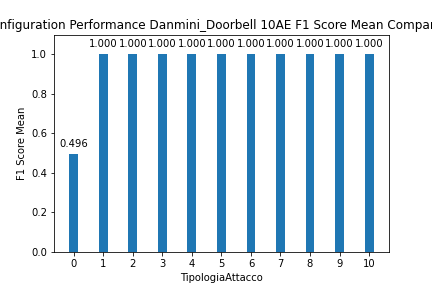 nfiguration Performance Danmini_Doorbell 10AE F1 Score Mean Compar
1.000 1.000 1.000 1.000 1.000 1.000 1.000 1.000 1.000 1.000
0.496
1.0
0.8
0.6
0.4
0.2
0.0
F1 Score Mean
0 1 2 3 4 5 6 7 8 9 10
TipologiaAttacco